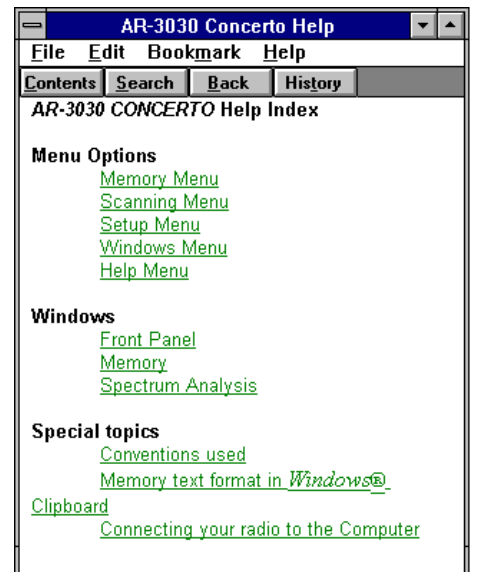 AR-3030 Concerto Help
File Edit Bookmark Help
Contents Search Back History
AR-3030 CONCERTO Help Index
Menu Options
Memory Menu
Scanning Menu
Setup Menu
Windows Menu
Help Menu
Windows
Front Panel
Memory
Spectrum Analysis
Special topics
Conventions used
Memory text format in Windows®
Clipboard
Connecting your radio to the Computer